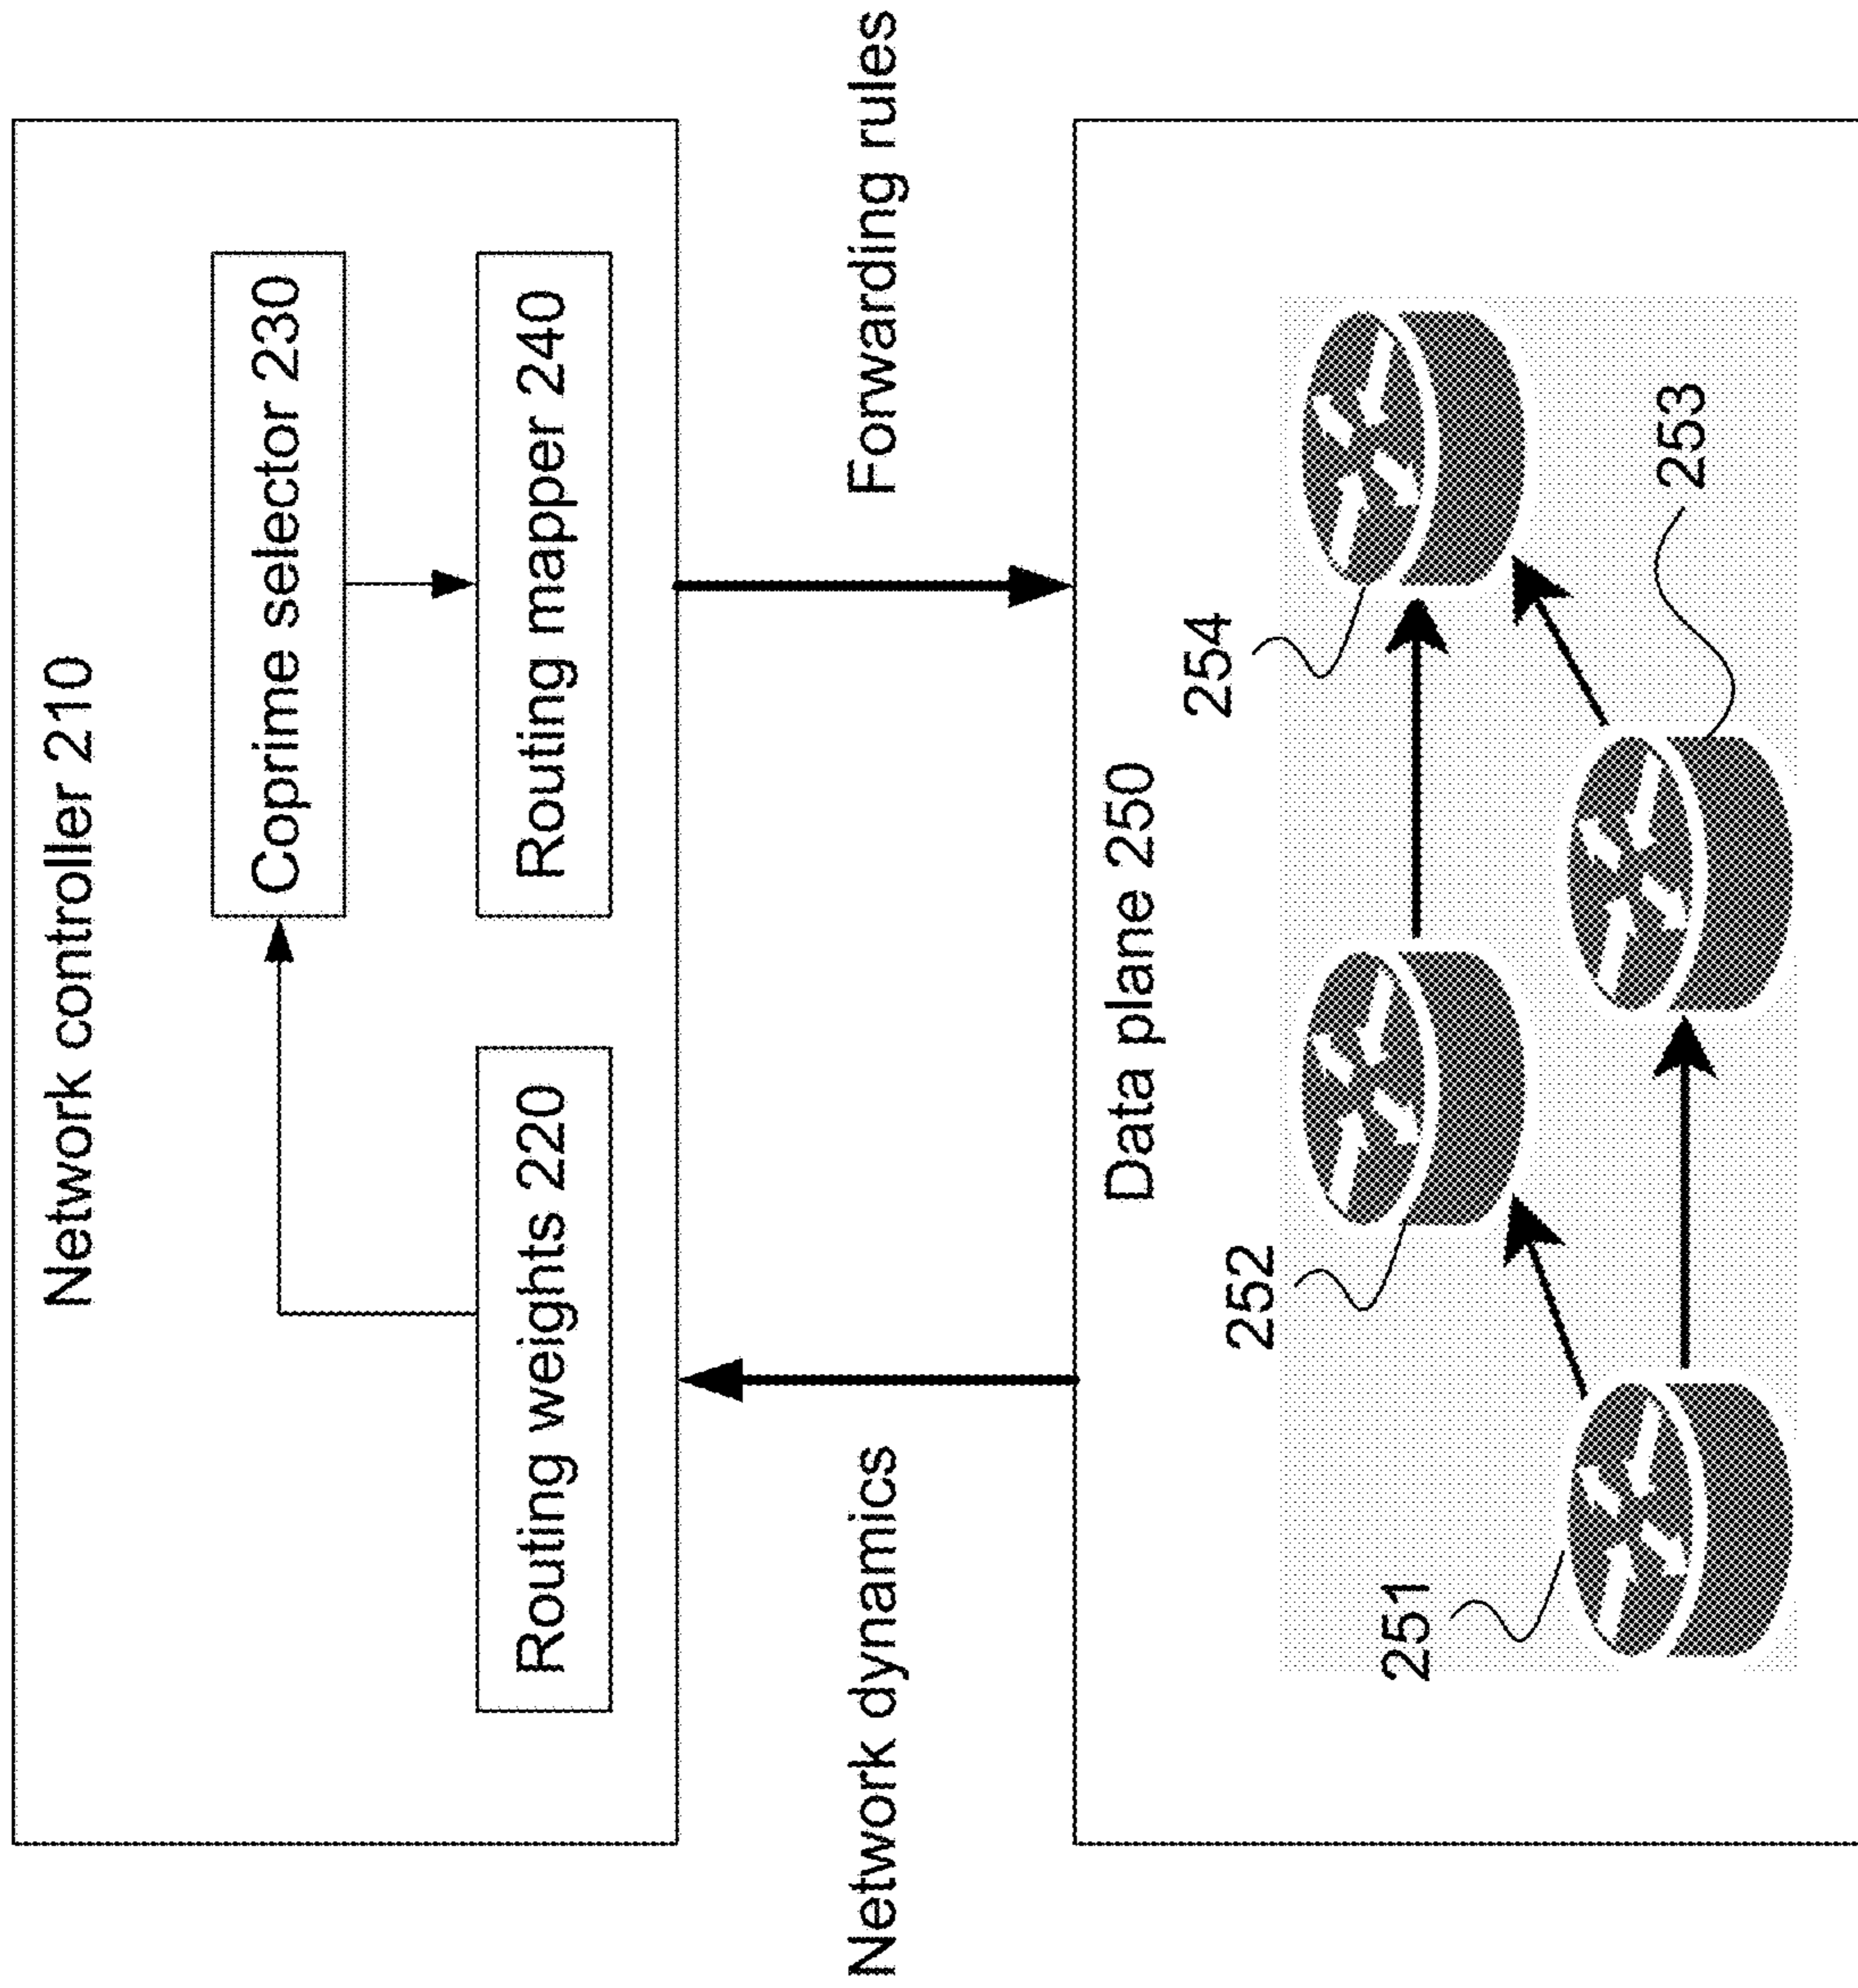 Network controller 210
Coprime selector 230
Routing weights 220
Routing mapper 240
Network dynamics
Forwarding rules
Data plane 250
254
252
251
253